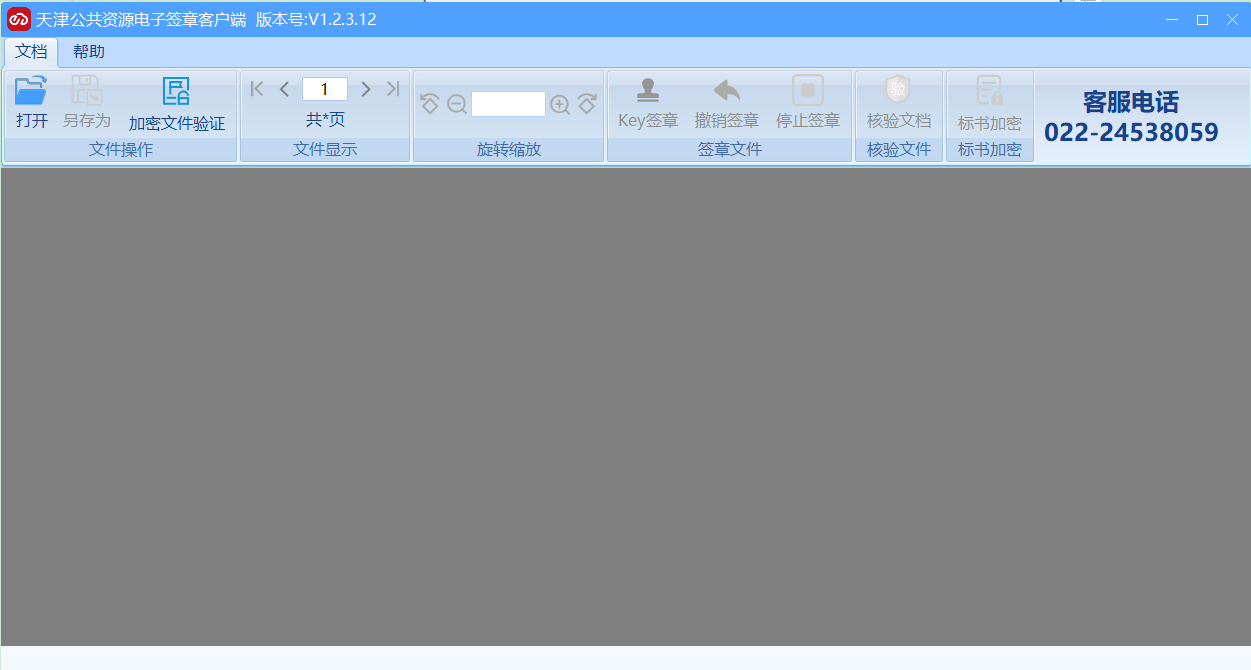 天津公共资源电子签章客户端 版本号:V1.2.3.12
文档 帮助
打开 另存为 加密文件验证
文件操作
1
共*页
文件显示
旋转缩放
Key签章 撤销签章 停止签章
签章文件
验
核验文档
核验文件
标书加密
标书加密
客服电话
022-24538059